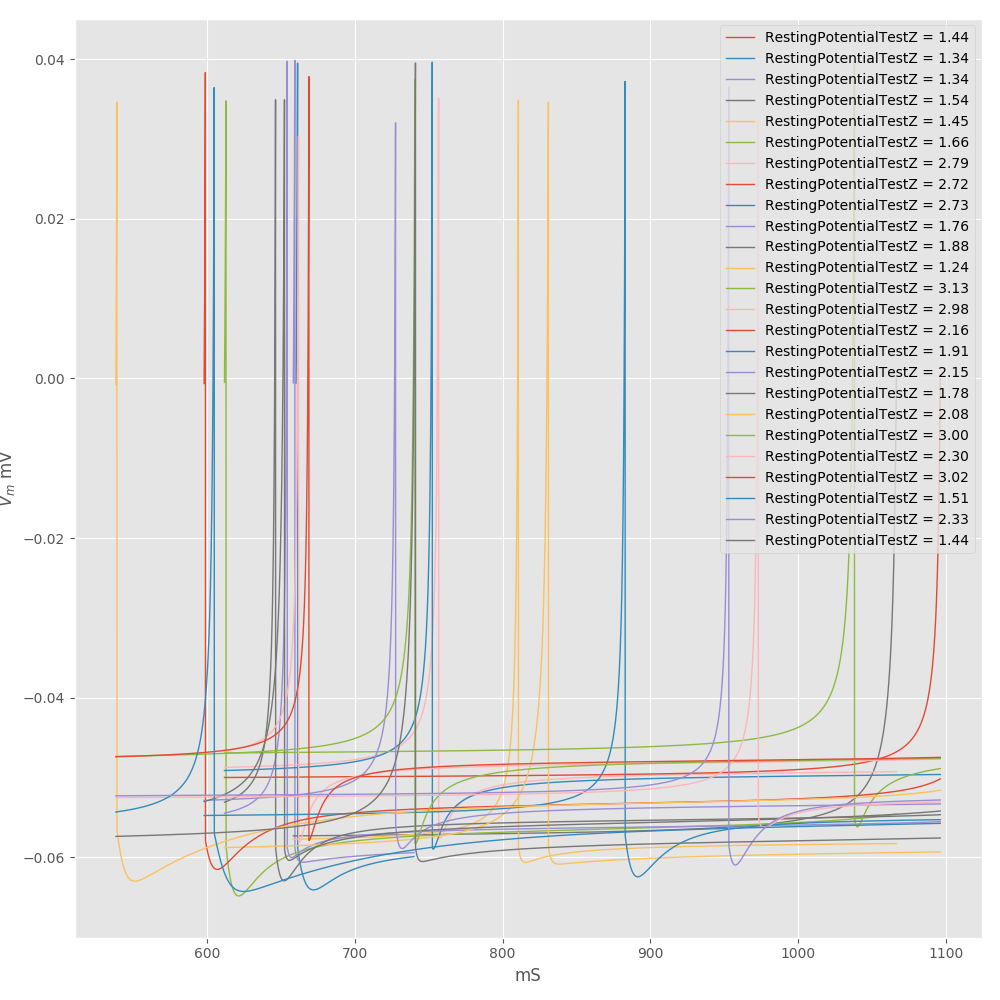 0.04
0.02
0.00
−0.02
−0.04
−0.06
V_m mV
600
700
800
900
1000
1100
mS
RestingPotentialTestZ = 1.44
RestingPotentialTestZ = 1.34
RestingPotentialTestZ = 1.34
RestingPotentialTestZ = 1.54
RestingPotentialTestZ = 1.45
RestingPotentialTestZ = 1.66
RestingPotentialTestZ = 2.79
RestingPotentialTestZ = 2.72
RestingPotentialTestZ = 2.73
RestingPotentialTestZ = 1.76
RestingPotentialTestZ = 1.88
RestingPotentialTestZ = 1.24
RestingPotentialTestZ = 3.13
RestingPotentialTestZ = 2.98
RestingPotentialTestZ = 2.16
RestingPotentialTestZ = 1.91
RestingPotentialTestZ = 2.15
RestingPotentialTestZ = 1.78
RestingPotentialTestZ = 2.08
RestingPotentialTestZ = 3.00
RestingPotentialTestZ = 2.30
RestingPotentialTestZ = 3.02
RestingPotentialTestZ = 1.51
RestingPotentialTestZ = 2.33
RestingPotentialTestZ = 1.44